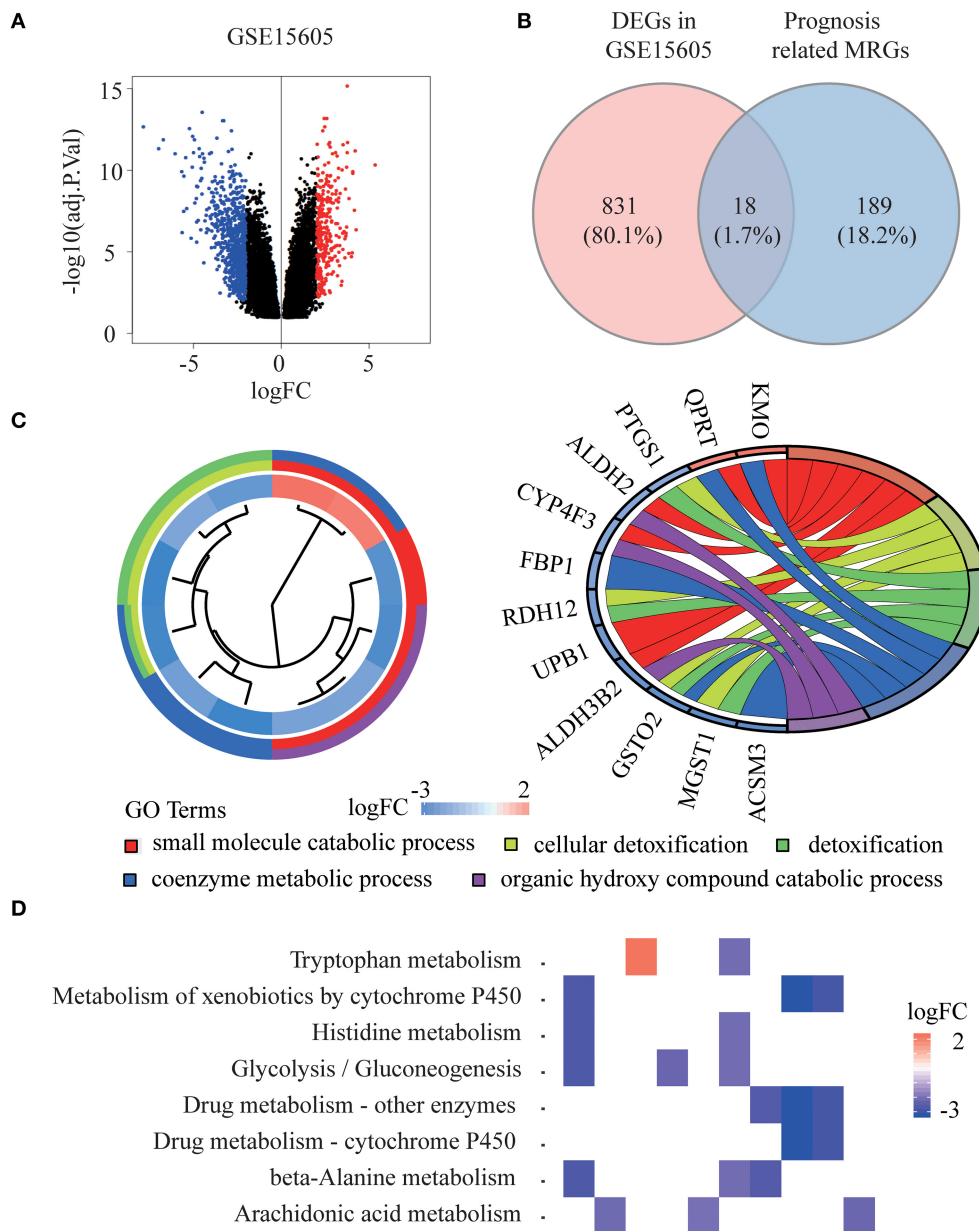 A
GSE15605
-log10(adj.P.Val)
15
10
5
0
-5
0
5
logFC
B
DEGs in
GSE15605
Prognosis
related MRGs
831
(80.1%)
18
(1.7%)
189
(18.2%)
C
KMO
QPRT
PTGS1
ALDH2
CYP4F3
FBP1
RDH12
UPB1
ALDH3B2
GSTO2
MGST1
ACSM3
GO Terms
logFC
-3
2
small molecule catabolic process
cellular detoxification
detoxification
coenzyme metabolic process
organic hydroxy compound catabolic process
D
Tryptophan metabolism
Metabolism of xenobiotics by cytochrome P450
Histidine metabolism
Glycolysis / Gluconeogenesis
Drug metabolism - other enzymes
Drug metabolism - cytochrome P450
beta-Alanine metabolism
Arachidonic acid metabolism
logFC
2
-3